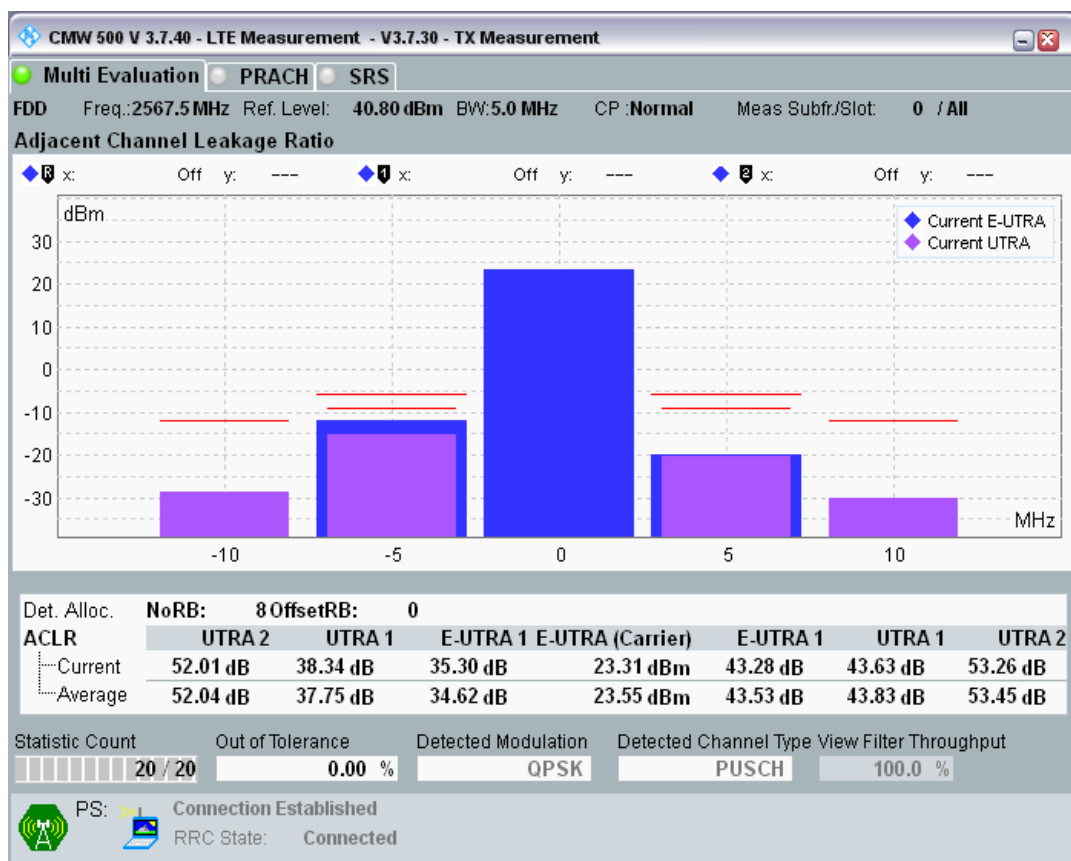 CMW 500 V 3.7.40 - LTE Measurement - V3.7.30 - TX Measurement
Multi Evaluation PRACH SRS
FDD Freq.:2567.5 MHz Ref. Level: 40.80 dBm BW:5.0 MHz CP :Normal Meas Subfr./Slot: 0 / All
Adjacent Channel Leakage Ratio
R x: Off y: --- 1 x: Off y: --- 2 x: Off y: ---
dBm
Current E-UTRA
Current UTRA
30
20
10
0
-10
-20
-30
MHz
-10 -5 0 5 10
Det. Alloc. NoRB: 8 OffsetRB: 0
ACLR UTRA 2 UTRA 1 E-UTRA 1 E-UTRA (Carrier) E-UTRA 1 UTRA 1 UTRA 2
Current 52.01 dB 38.34 dB 35.30 dB 23.31 dBm 43.28 dB 43.63 dB 53.26 dB
Average 52.04 dB 37.75 dB 34.62 dB 23.55 dBm 43.53 dB 43.83 dB 53.45 dB
Statistic Count Out of Tolerance Detected Modulation Detected Channel Type View Filter Throughput
20 / 20 0.00 % QPSK PUSCH 100.0 %
PS: Connection Established
RRC State: Connected